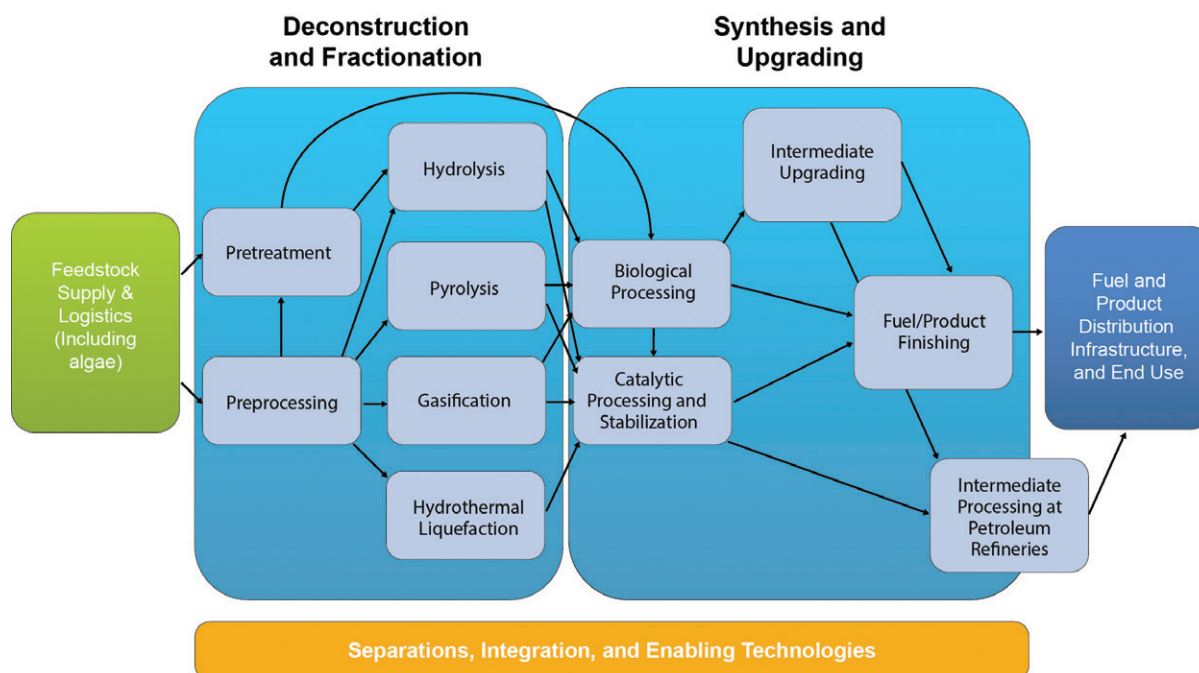 Deconstruction
and Fractionation
Synthesis and
Upgrading
Feedstock
Supply &
Logistics
(Including
algae)
Pretreatment
Preprocessing
Hydrolysis
Pyrolysis
Gasification
Hydrothermal
Liquefaction
Biological
Processing
Catalytic
Processing and
Stabilization
Intermediate
Upgrading
Fuel/Product
Finishing
Intermediate
Processing at
Petroleum
Refineries
Fuel and
Product
Distribution
Infrastructure,
and End Use
Separations, Integration, and Enabling Technologies